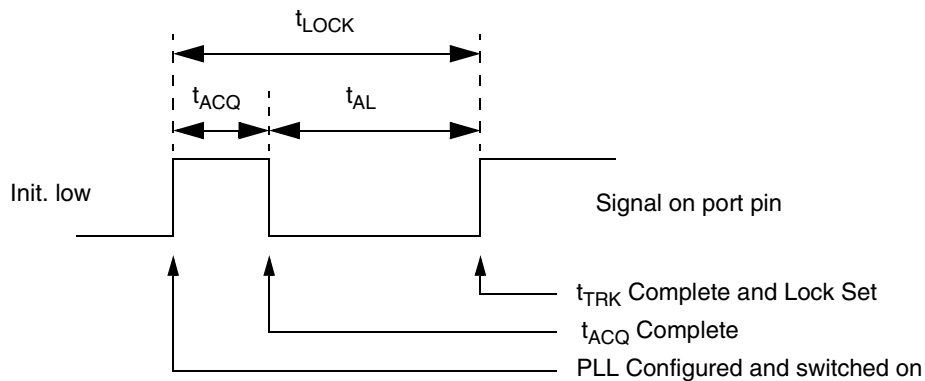 tLOCK
tACQ
tAL
Init. low
Signal on port pin
tTRK Complete and Lock Set
tACQ Complete
PLL Configured and switched on